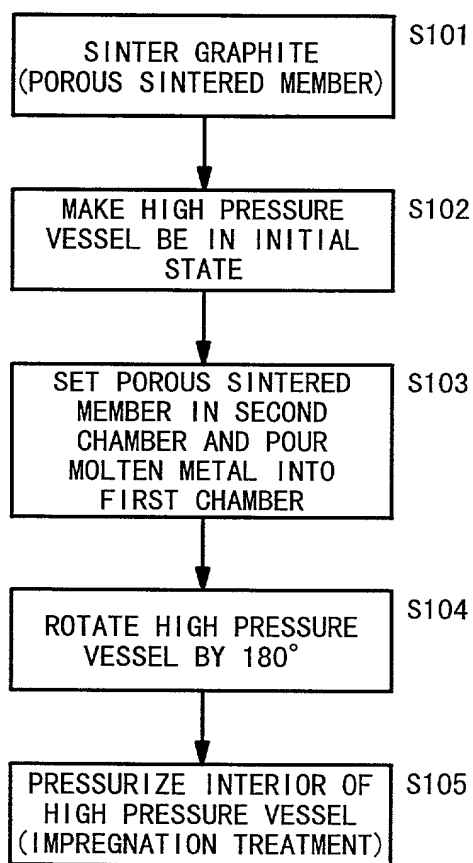 S101
SINTER GRAPHITE
(POROUS SINTERED MEMBER)
S102
MAKE HIGH PRESSURE
VESSEL BE IN INITIAL
STATE
S103
SET POROUS SINTERED
MEMBER IN SECOND
CHAMBER AND POUR
MOLTEN METAL INTO
FIRST CHAMBER
S104
ROTATE HIGH PRESSURE
VESSEL BY 180°
S105
PRESSURIZE INTERIOR OF
HIGH PRESSURE VESSEL
(IMPREGNATION TREATMENT)